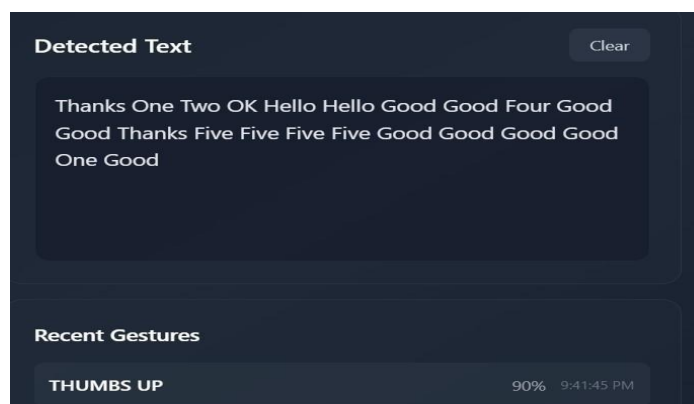 Detected Text
Clear
Thanks One Two OK Hello Hello Good Good Four Good
Good Thanks Five Five Five Five Good Good Good Good
One Good
Recent Gestures
THUMBS UP 90% 9:41:45 PM